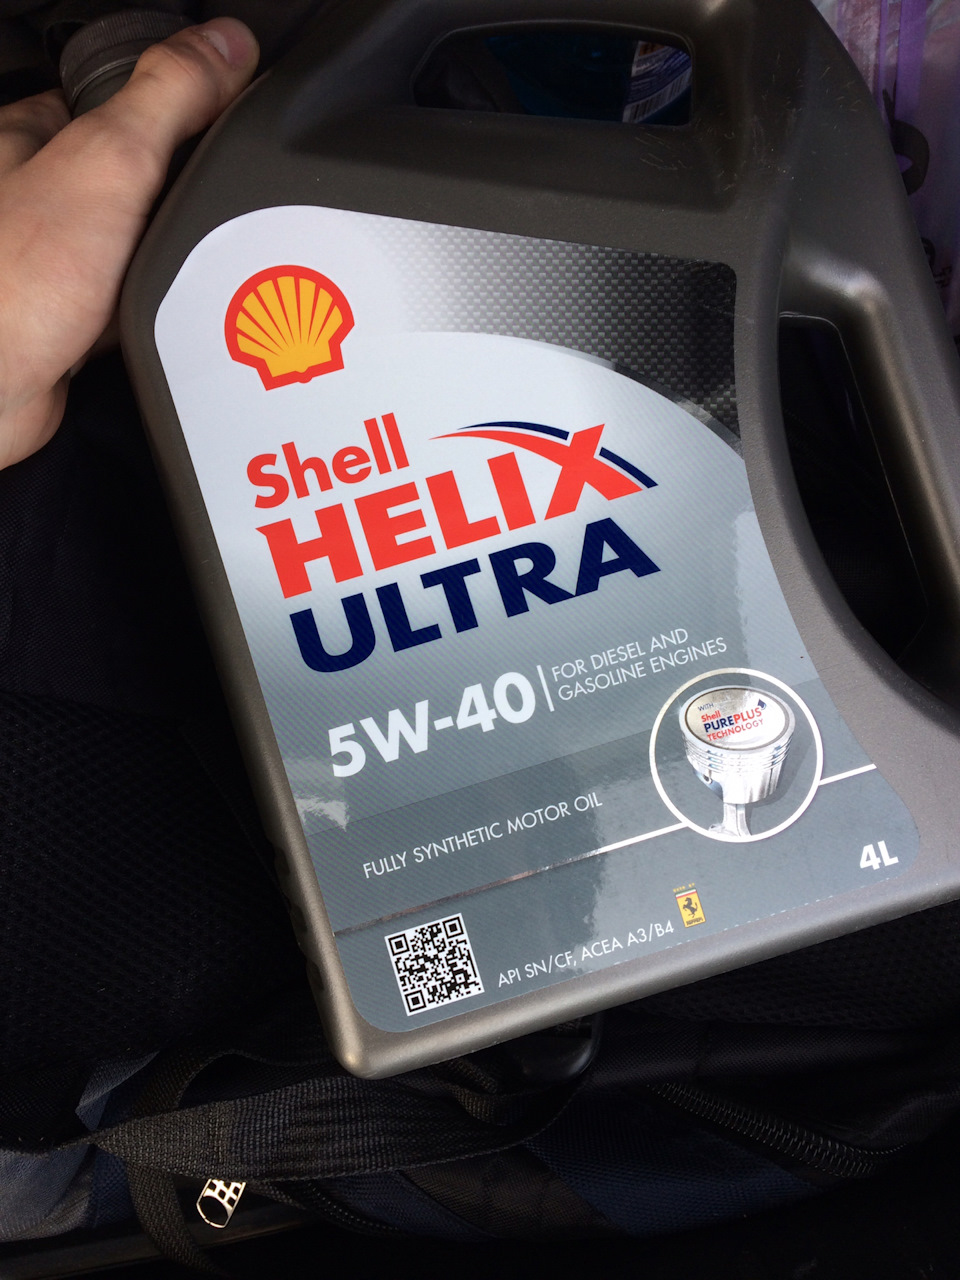 Shell
HELIX
ULTRA
5W-40
FOR DIESEL AND
GASOLINE ENGINES
WITH
Shell
PUREPLUS
TECHNOLOGY
FULLY SYNTHETIC MOTOR OIL
4L
API SN/CF, ACEA A3/B4
Ferrari